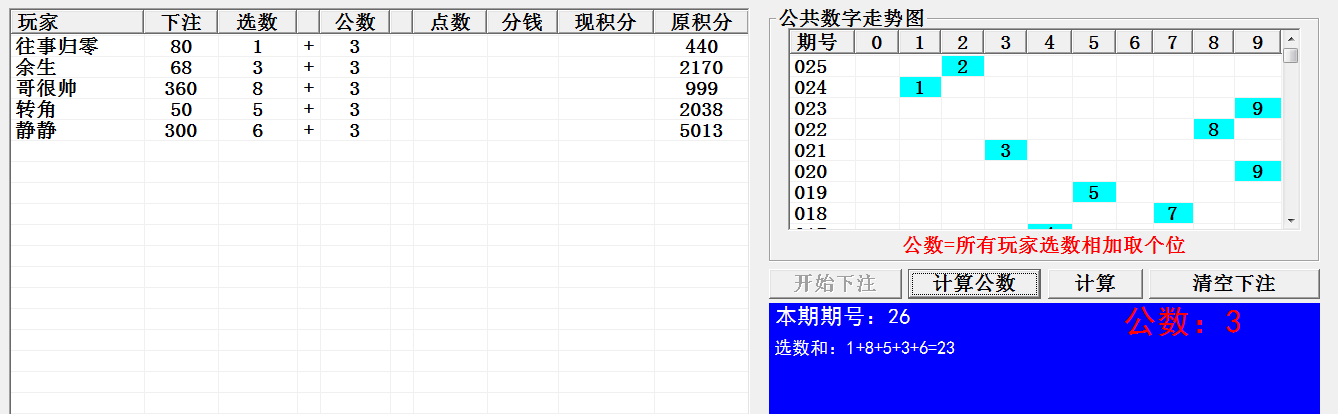 玩家 下注 选数 公数 点数 分钱 现积分 原积分
往事归零 80 1 + 3 440
余生 68 3 + 3 2170
哥很帅 360 8 + 3 999
转角 50 5 + 3 2038
静静 300 6 + 3 5013
公共数字走势图
期号 0 1 2 3 4 5 6 7 8 9
025 2
024 1
023 9
022 8
021 3
020 9
019 5
018 7
公数=所有玩家选数相加取个位
开始下注 计算公数 计算 清空下注
本期期号：26 公数：3
选数和：1+8+5+3+6=23